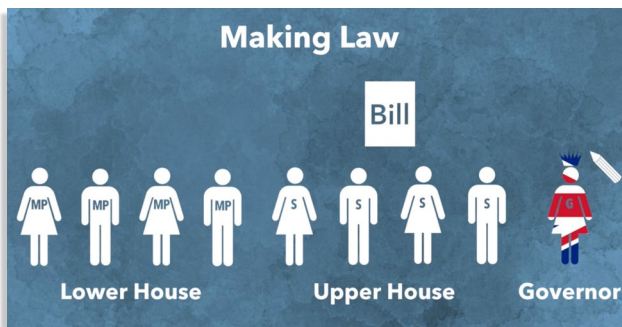 Making Law
Bill
MP MP MP MP S S S S G
Lower House Upper House Governor